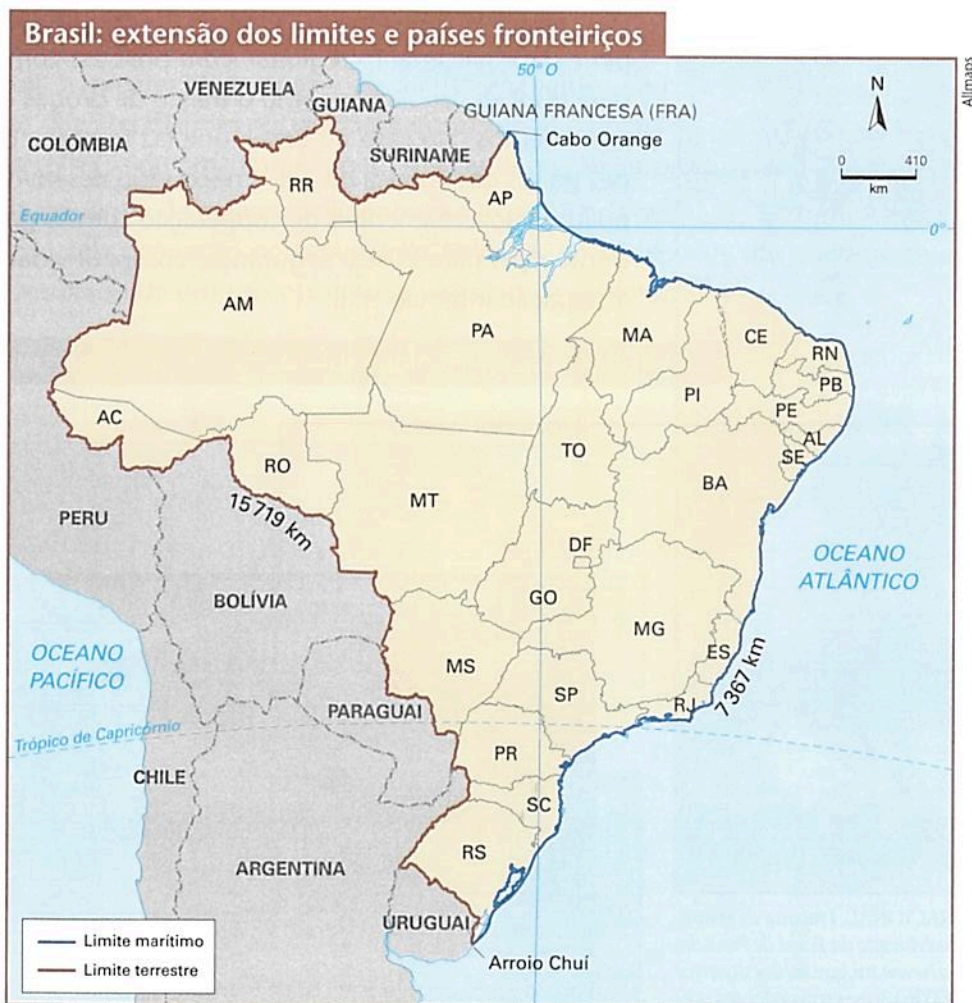 Brasil: extensão dos limites e países fronteiriços
Allmaps
50° O
VENEZUELA
GUIANA
GUIANA FRANCESA (FRA)
N
COLÔMBIA
SURINAME
Cabo Orange
0 410
km
RR
AP
Equador
0°
AM
PA
MA
CE
RN
PB
PI
PE
AC
AL
TO
SE
RO
BA
MT
PERU
15 719 km
DF
OCEANO
ATLÂNTICO
BOLÍVIA
GO
MG
ES
OCEANO
PACÍFICO
MS
SP
7 367 km
RJ
PARAGUAI
Trópico de Capricórnio
PR
CHILE
SC
RS
ARGENTINA
URUGUAI
Limite marítimo
Limite terrestre
Arroio Chuí